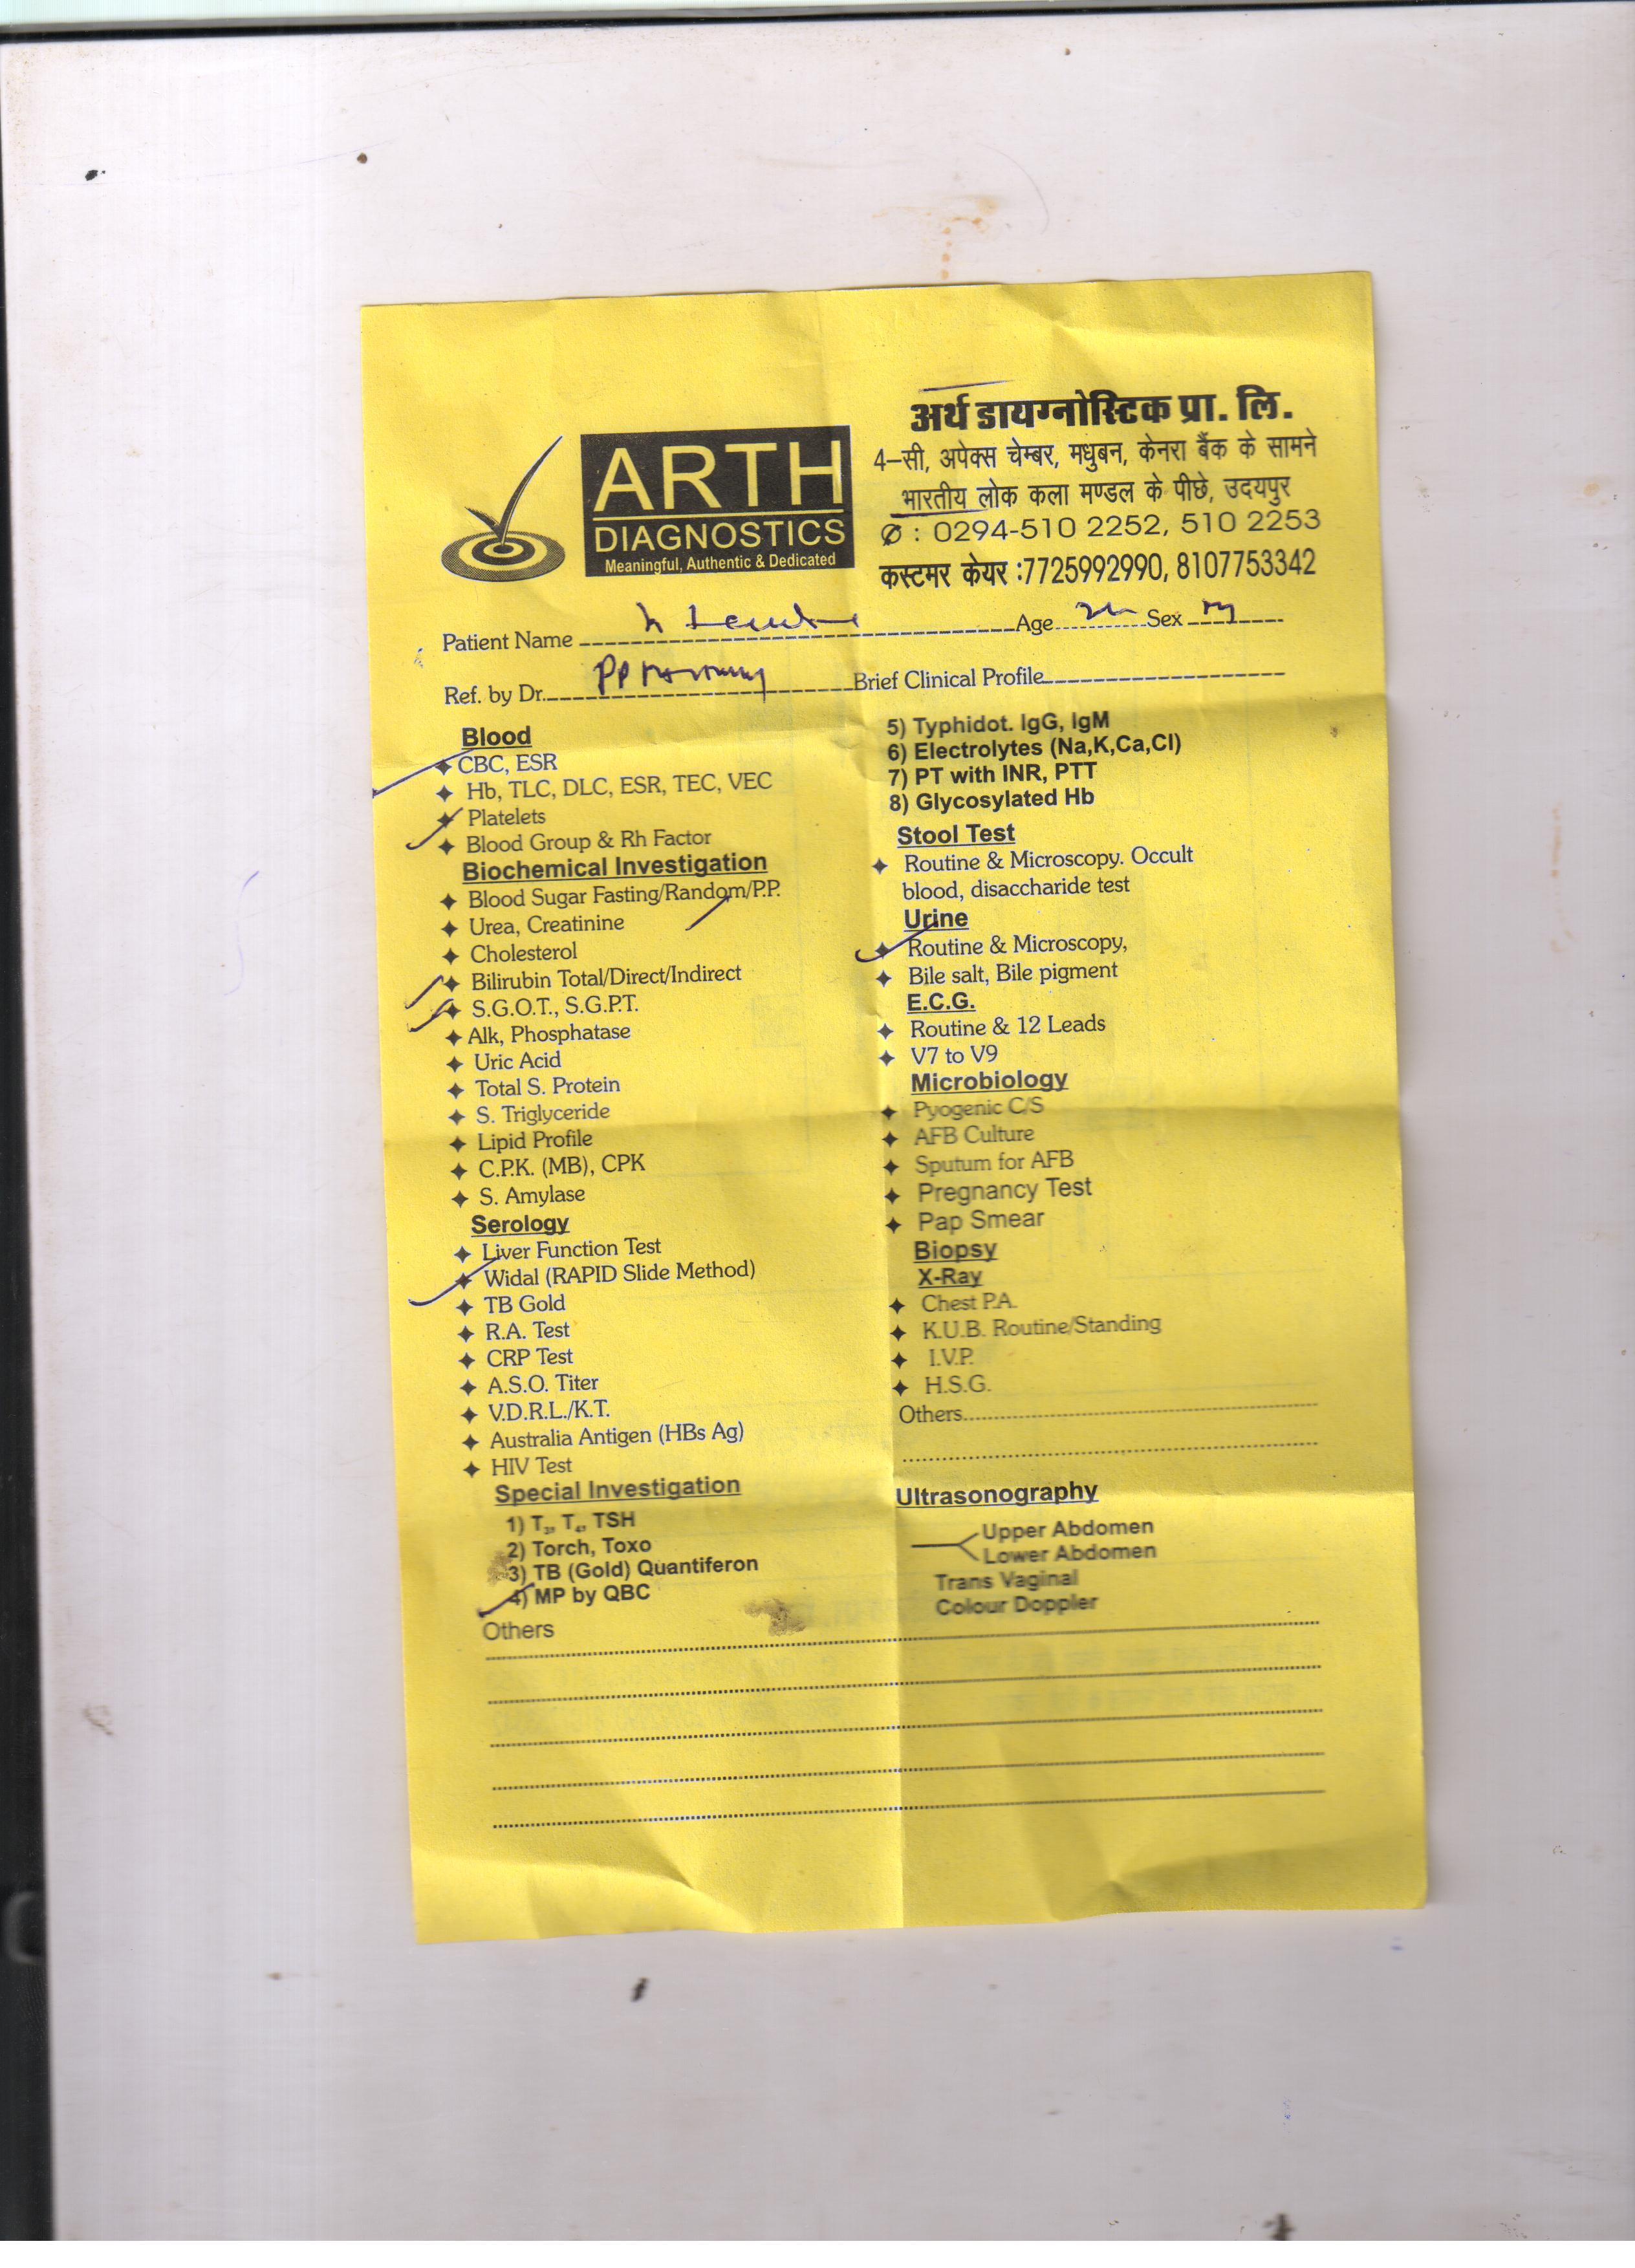 अर्थ डायग्नोस्टिक प्रा. लि.
4-सी, अपेक्स चेम्बर, मधुबन, केनरा बैंक के सामने
भारतीय लोक कला मण्डल के पीछे, उदयपुर
: 0294-510 2252, 510 2253
कस्टमर केयर :7725992990, 8107753342
ARTH
DIAGNOSTICS
Meaningful, Authentic & Dedicated
Patient Name Age Sex M
Ref. by Dr. PP Brief Clinical Profile
Blood
CBC, ESR
Hb, TLC, DLC, ESR, TEC, VEC
Platelets
Blood Group & Rh Factor
Biochemical Investigation
Blood Sugar Fasting/Random/P.P.
Urea, Creatinine
Cholesterol
Bilirubin Total/Direct/Indirect
S.G.O.T., S.G.P.T.
Alk, Phosphatase
Uric Acid
Total S. Protein
S. Triglyceride
Lipid Profile
C.P.K. (MB), CPK
S. Amylase
Serology
Liver Function Test
Widal (RAPID Slide Method)
TB Gold
R.A. Test
CRP Test
A.S.O. Titer
V.D.R.L./K.T.
Australia Antigen (HBs Ag)
HIV Test
Special Investigation
1) T3, T4, TSH
2) Torch, Toxo
3) TB (Gold) Quantiferon
4) MP by QBC
Others
5) Typhidot. IgG, IgM
6) Electrolytes (Na,K,Ca,Cl)
7) PT with INR, PTT
8) Glycosylated Hb
Stool Test
Routine & Microscopy. Occult
blood, disaccharide test
Urine
Routine & Microscopy,
Bile salt, Bile pigment
E.C.G.
Routine & 12 Leads
V7 to V9
Microbiology
Pyogenic C/S
AFB Culture
Sputum for AFB
Pregnancy Test
Pap Smear
Biopsy
X-Ray
Chest P.A.
K.U.B. Routine/Standing
I.V.P.
H.S.G.
Others
Ultrasonography
Upper Abdomen
Lower Abdomen
Trans Vaginal
Colour Doppler